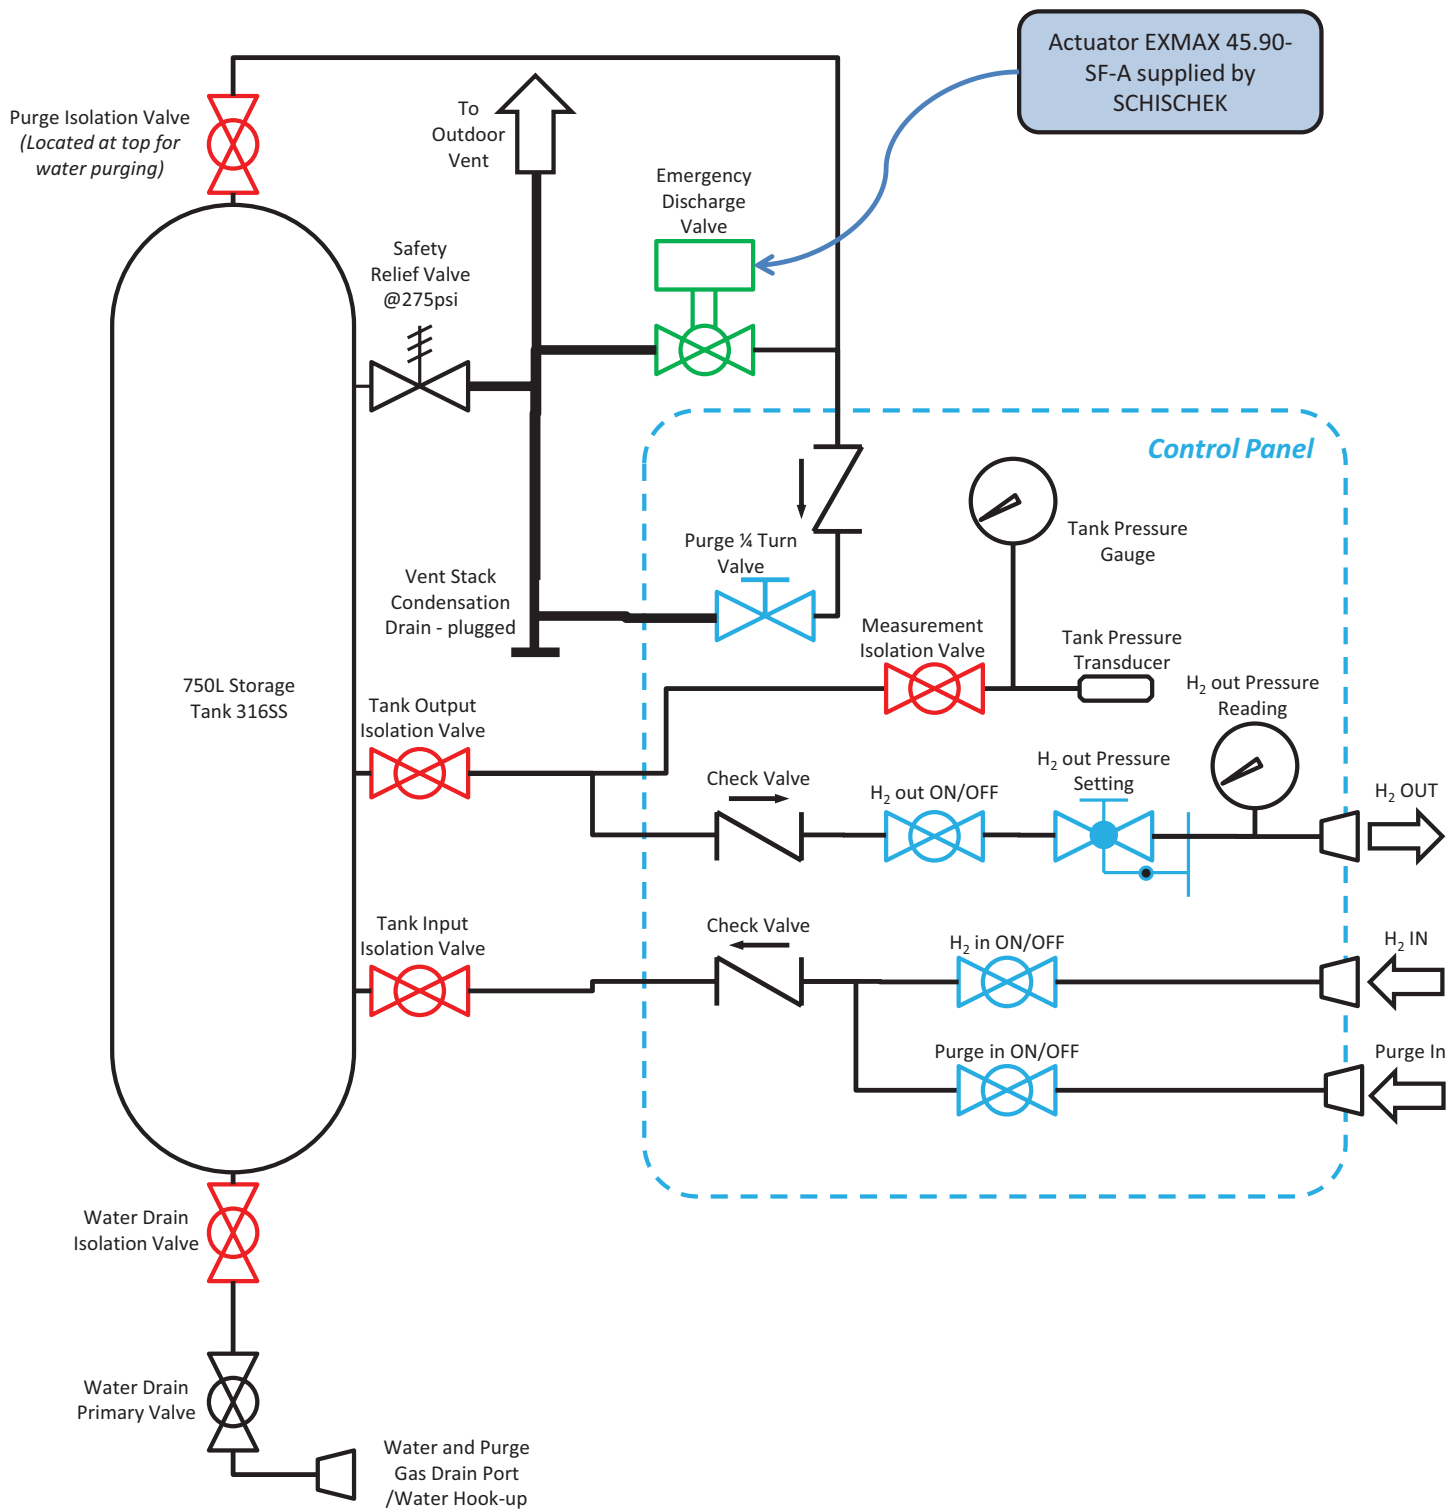 Actuator EXMAX 45.90-
SF-A supplied by
SCHISCHEK
Purge Isolation Valve
(Located at top for
water purging)
To
Outdoor
Vent
Emergency
Discharge
Valve
Safety
Relief Valve
@275psi
Control Panel
Tank Pressure
Gauge
Purge ¼ Turn
Valve
Vent Stack
Condensation
Drain - plugged
Measurement
Isolation Valve
Tank Pressure
Transducer
750L Storage
Tank 316SS
H₂ out Pressure
Reading
Tank Output
Isolation Valve
Check Valve
H₂ out ON/OFF
H₂ out Pressure
Setting
H₂ OUT
Tank Input
Isolation Valve
Check Valve
H₂ in ON/OFF
H₂ IN
Purge in ON/OFF
Purge In
Water Drain
Isolation Valve
Water Drain
Primary Valve
Water and Purge
Gas Drain Port
/Water Hook-up